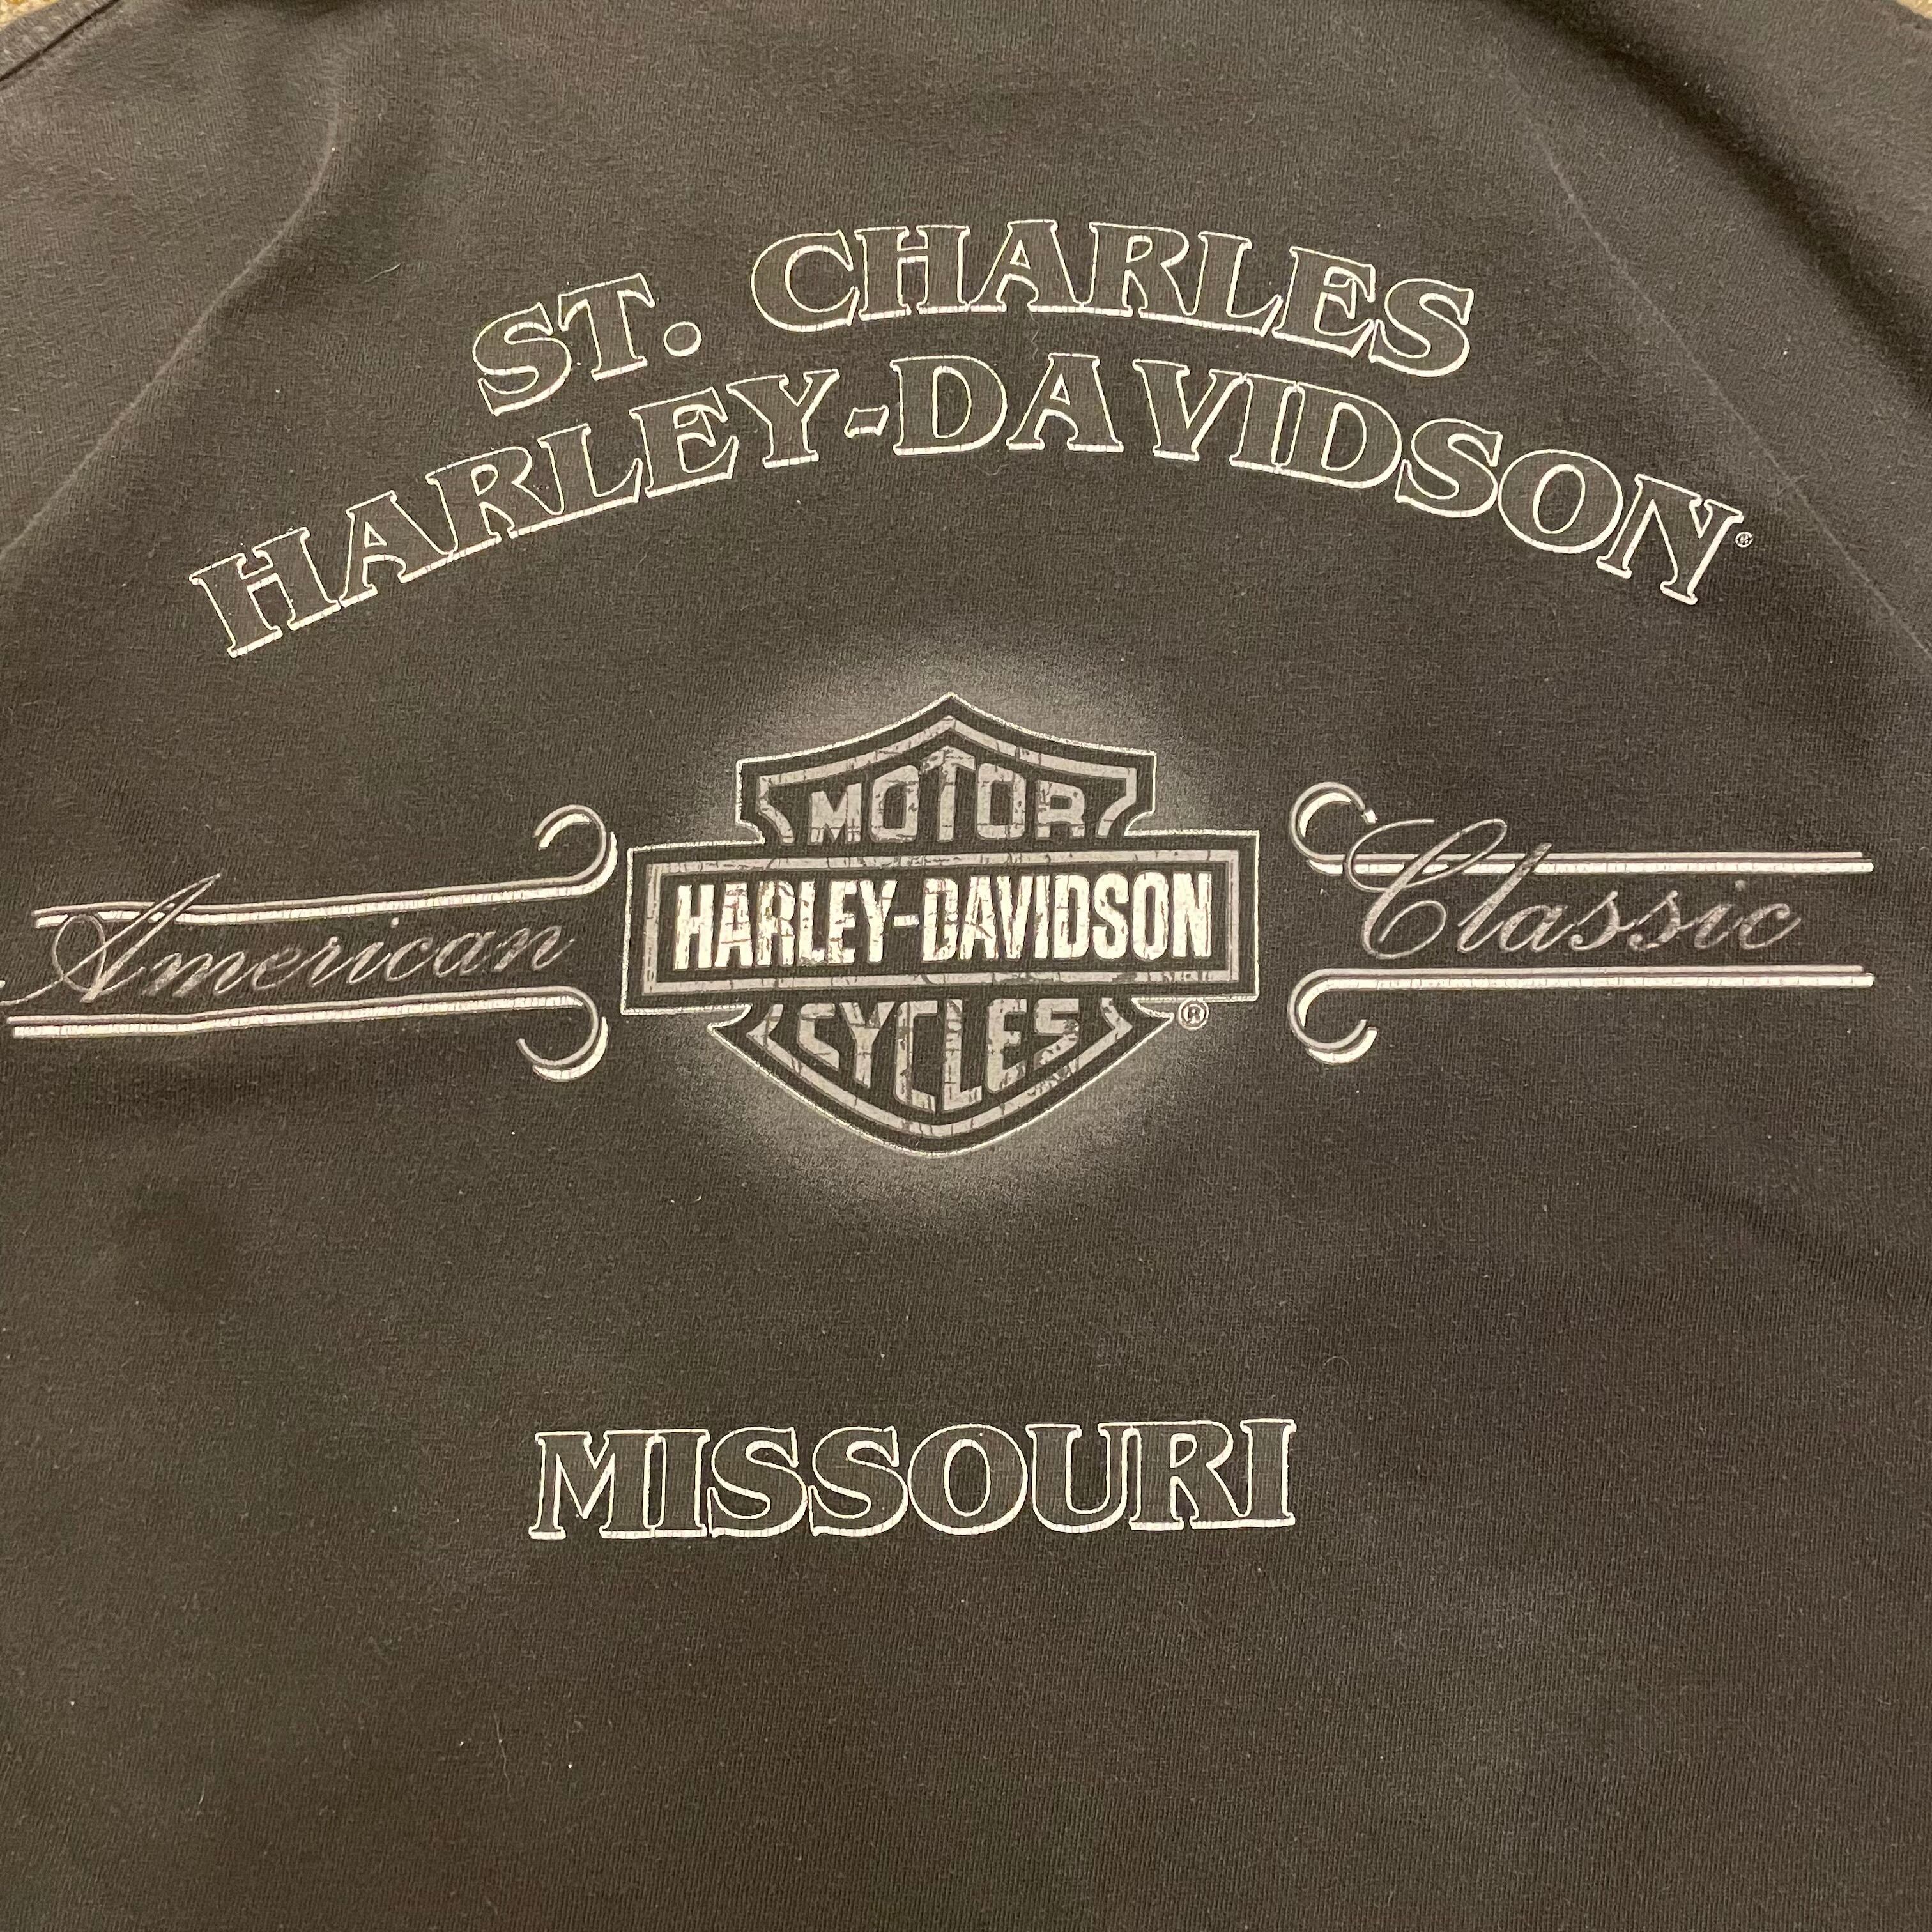 ST. CHARLES
HARLEY-DAVIDSON®
MOTOR
American HARLEY-DAVIDSON Classic
CYCLES ®
MISSOURI